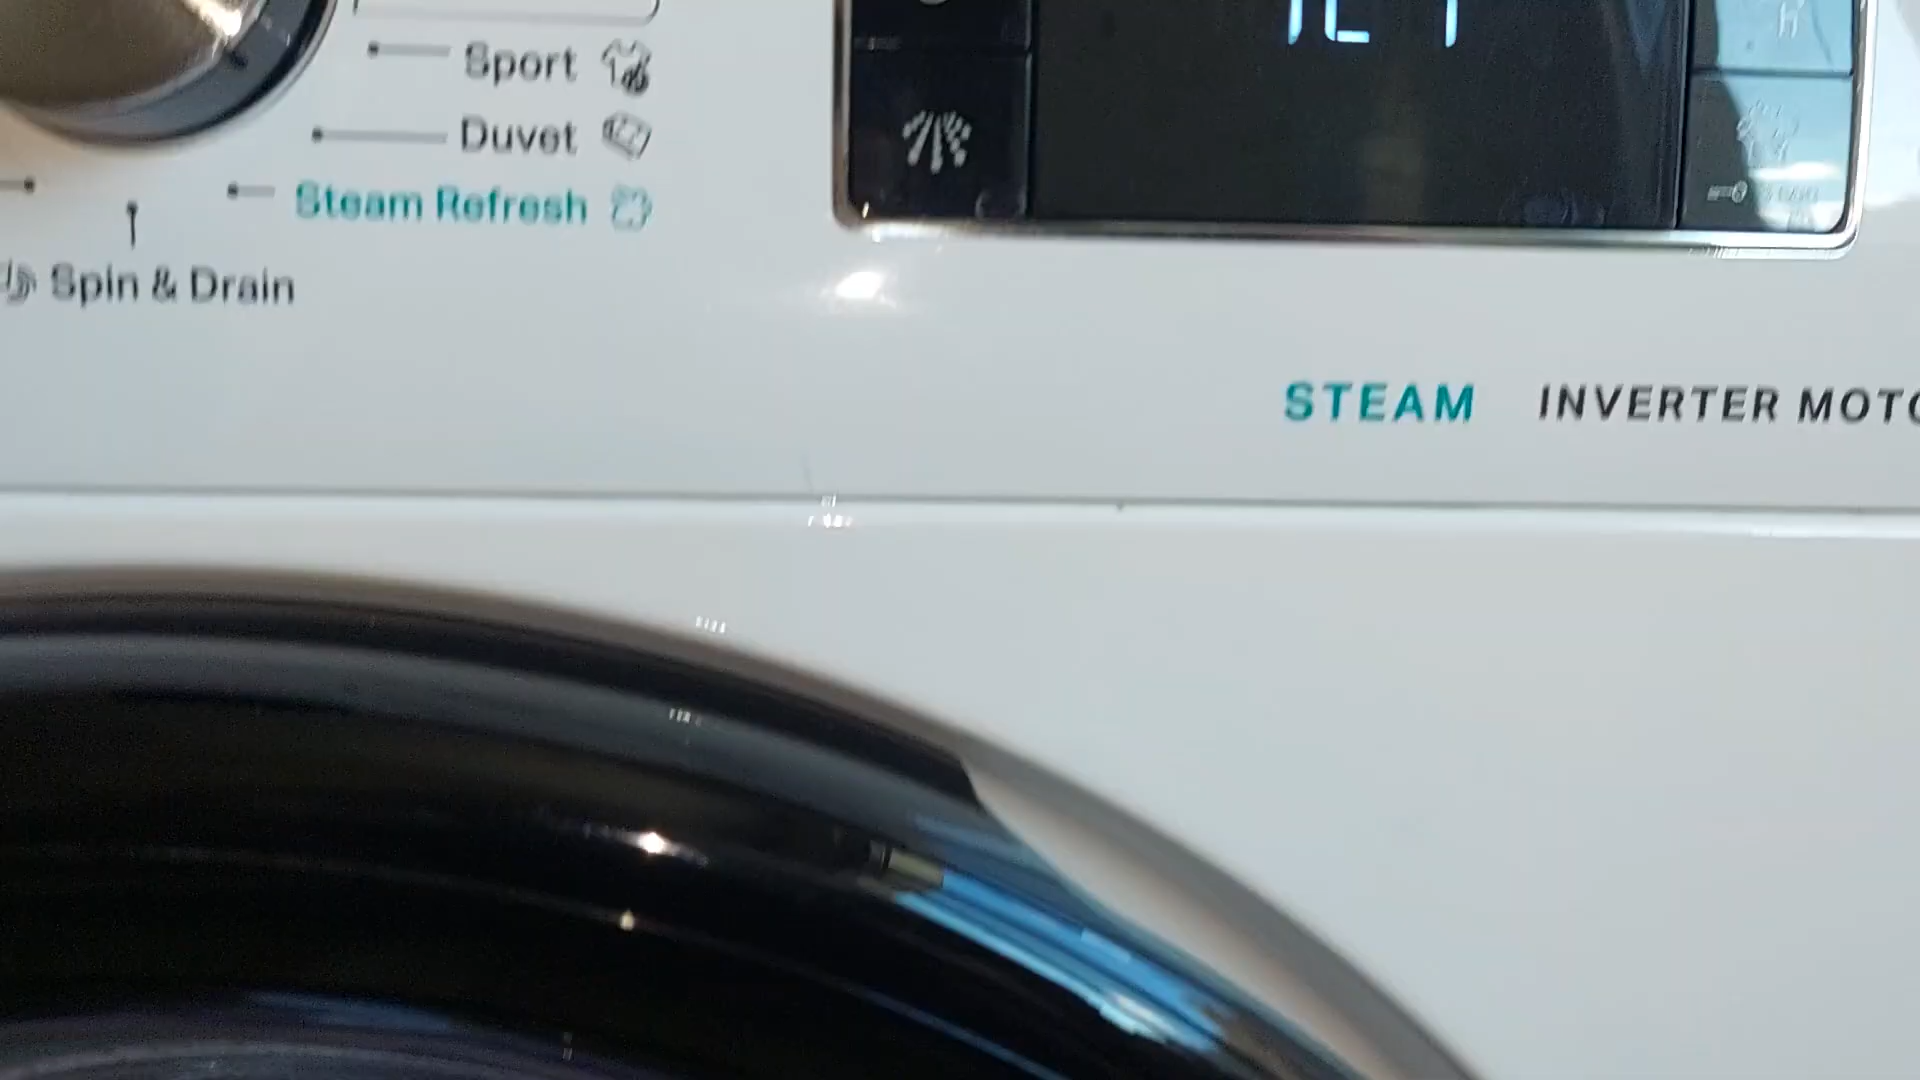 Sport
Duvet
Steam Refresh
Spin & Drain
STEAM INVERTER MOTO